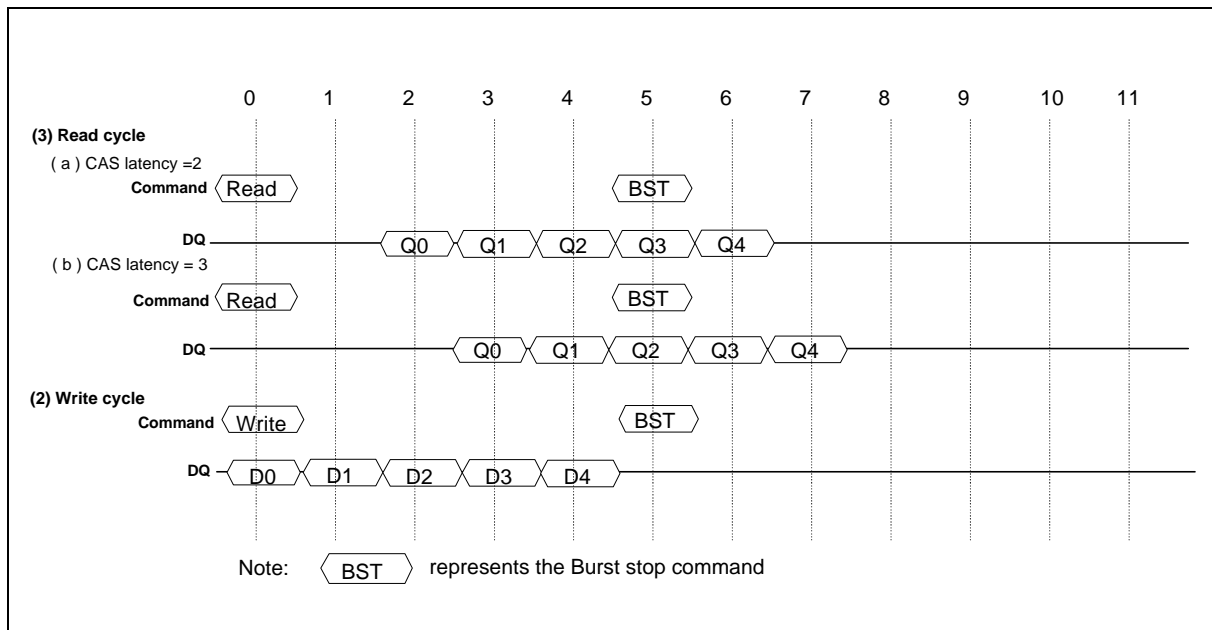 0 1 2 3 4 5 6 7 8 9 10 11
(3) Read cycle
( a ) CAS latency =2
Command Read BST
DQ Q0 Q1 Q2 Q3 Q4
( b ) CAS latency = 3
Command Read BST
DQ Q0 Q1 Q2 Q3 Q4
(2) Write cycle
Command Write BST
DQ D0 D1 D2 D3 D4
Note: BST represents the Burst stop command